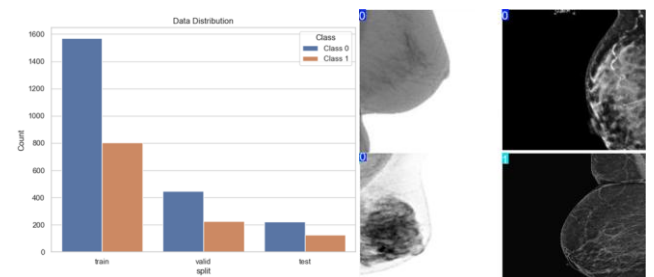 Data Distribution
1600
1400
1200
1000
800
600
400
200
0
Count
Class
Class 0
Class 1
train
valid
test
split
0
0
0
1